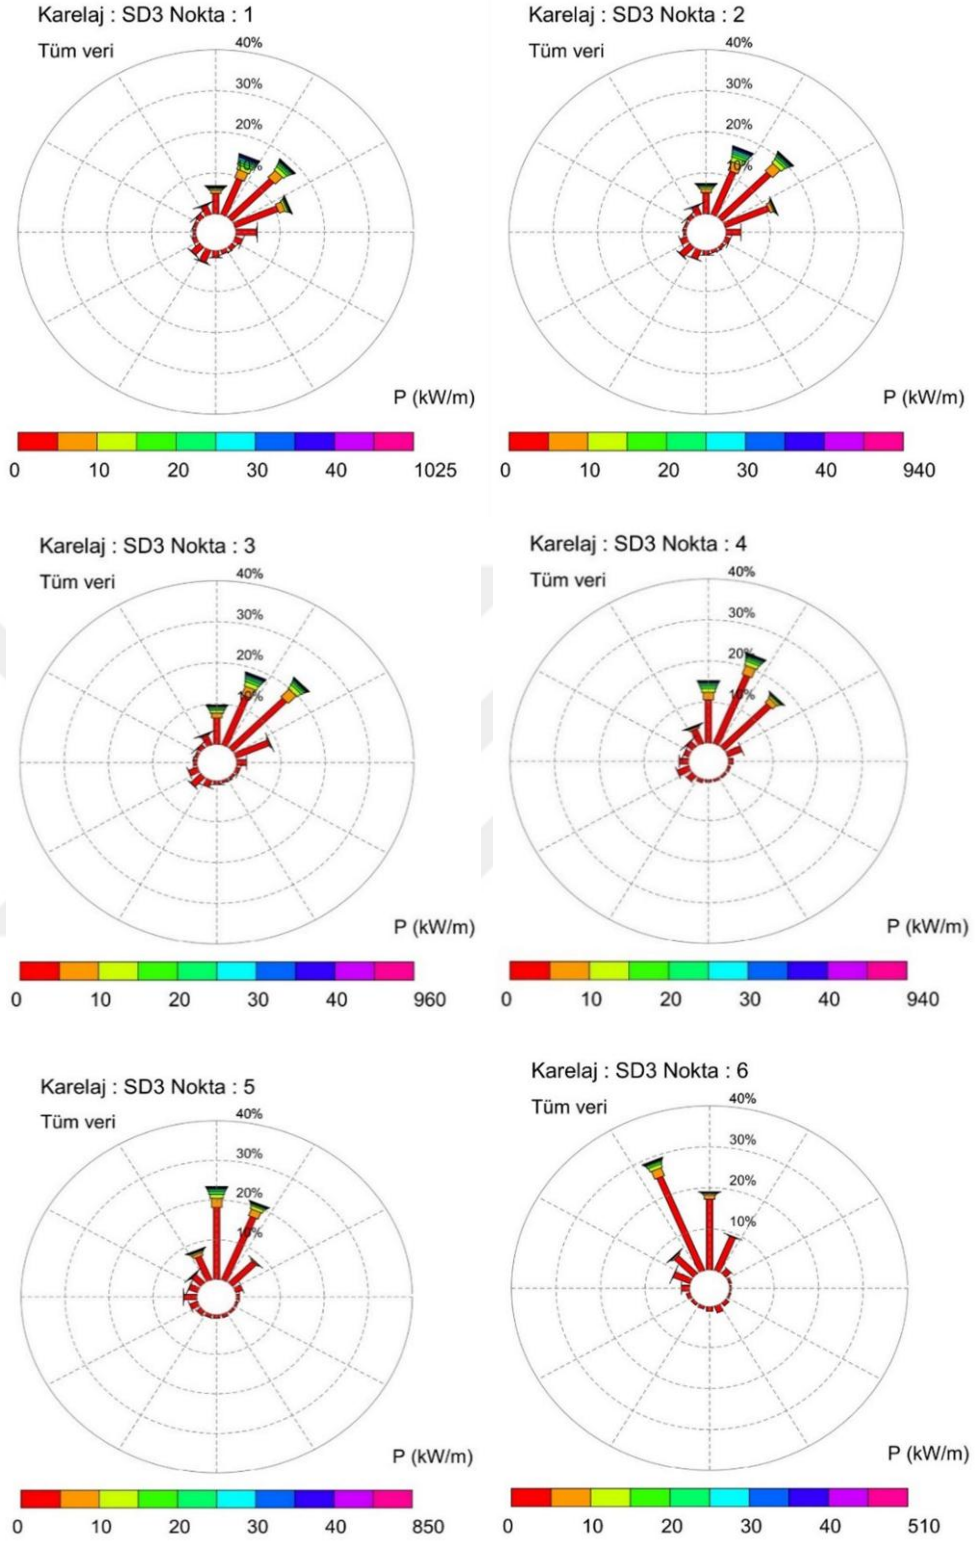 Karelaj : SD3 Nokta : 1
Tüm veri
40%
30%
20%
10%
P (kW/m)
0 10 20 30 40 1025
Karelaj : SD3 Nokta : 2
Tüm veri
40%
30%
20%
10%
P (kW/m)
0 10 20 30 40 940
Karelaj : SD3 Nokta : 3
Tüm veri
40%
30%
20%
10%
P (kW/m)
0 10 20 30 40 960
Karelaj : SD3 Nokta : 4
Tüm veri
40%
30%
20%
10%
P (kW/m)
0 10 20 30 40 940
Karelaj : SD3 Nokta : 5
Tüm veri
40%
30%
20%
10%
P (kW/m)
0 10 20 30 40 850
Karelaj : SD3 Nokta : 6
Tüm veri
40%
30%
20%
10%
P (kW/m)
0 10 20 30 40 510